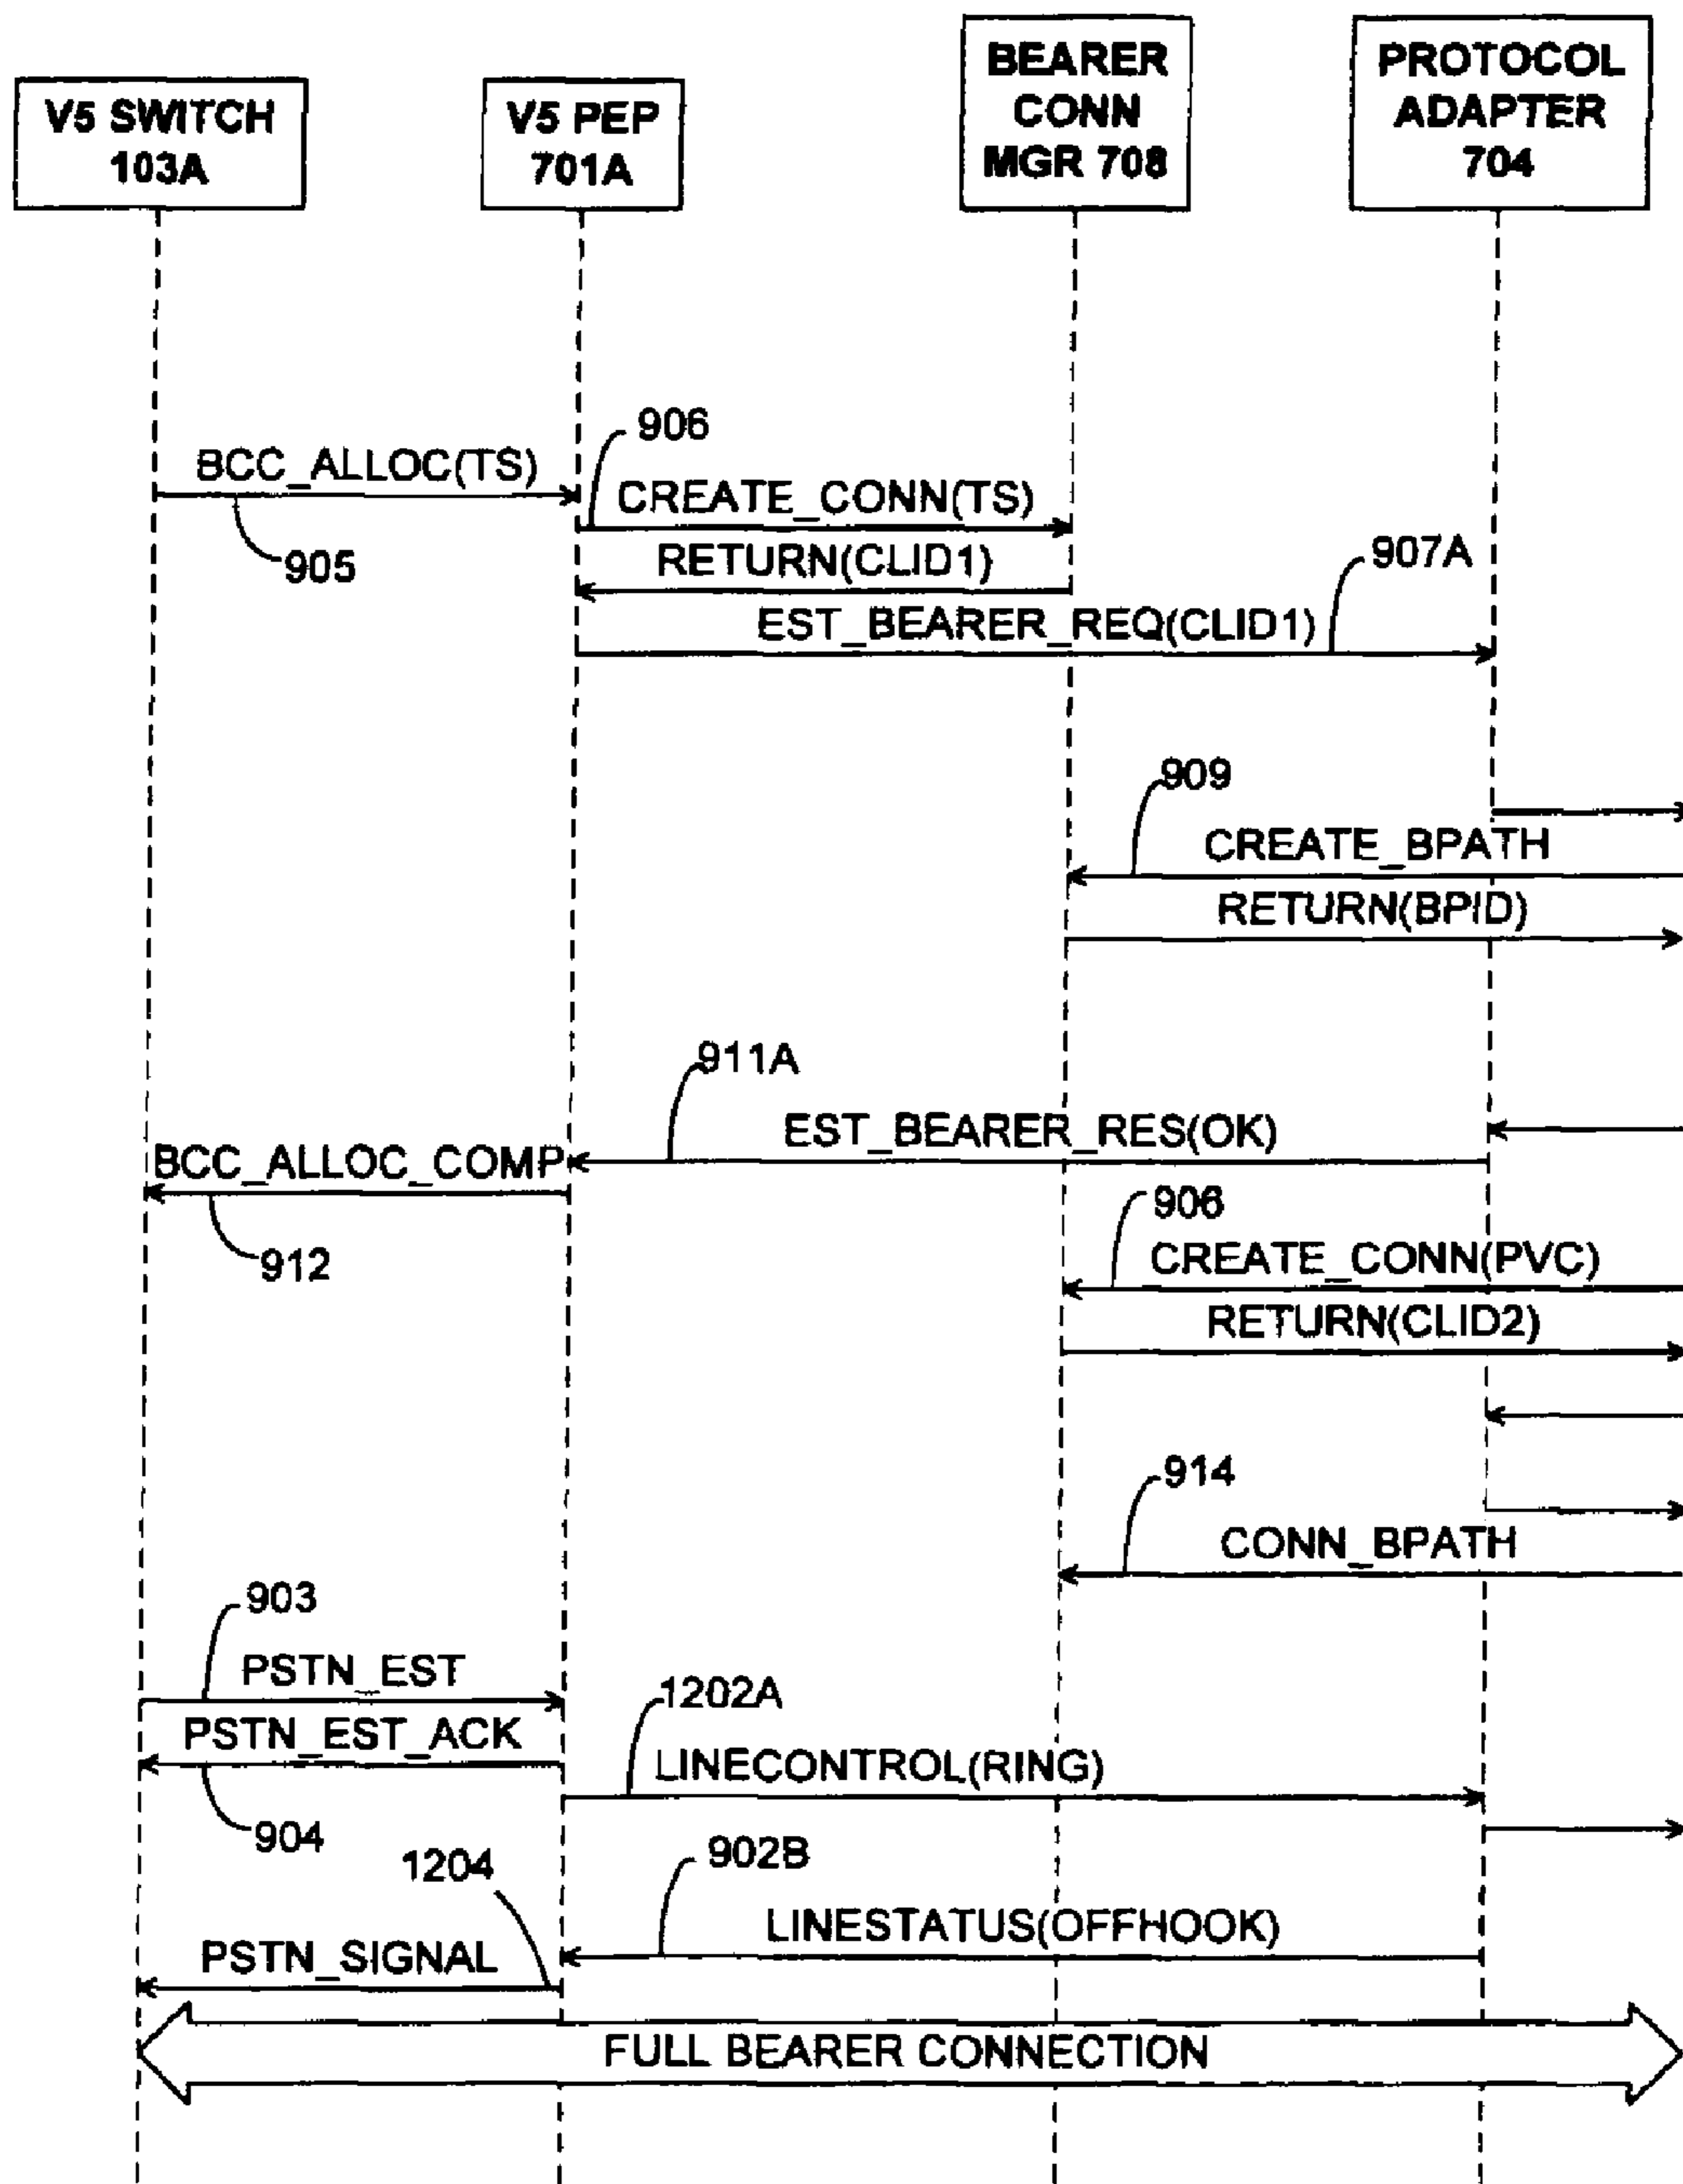 V5 SWITCH
103A
V5 PEP
701A
BEARER
CONN
MGR 708
PROTOCOL
ADAPTER
704
906
BCC_ALLOC(TS)
CREATE_CONN(TS)
905
RETURN(CLID1)
907A
EST_BEARER_REQ(CLID1)
909
CREATE_BPATH
RETURN(BPID)
911A
EST_BEARER_RES(OK)
BCC_ALLOC_COMP
906
912
CREATE_CONN(PVC)
RETURN(CLID2)
914
CONN_BPATH
903
PSTN_EST
1202A
PSTN_EST_ACK
LINECONTROL(RING)
904
1204
902B
LINESTATUS(OFFHOOK)
PSTN_SIGNAL
FULL BEARER CONNECTION